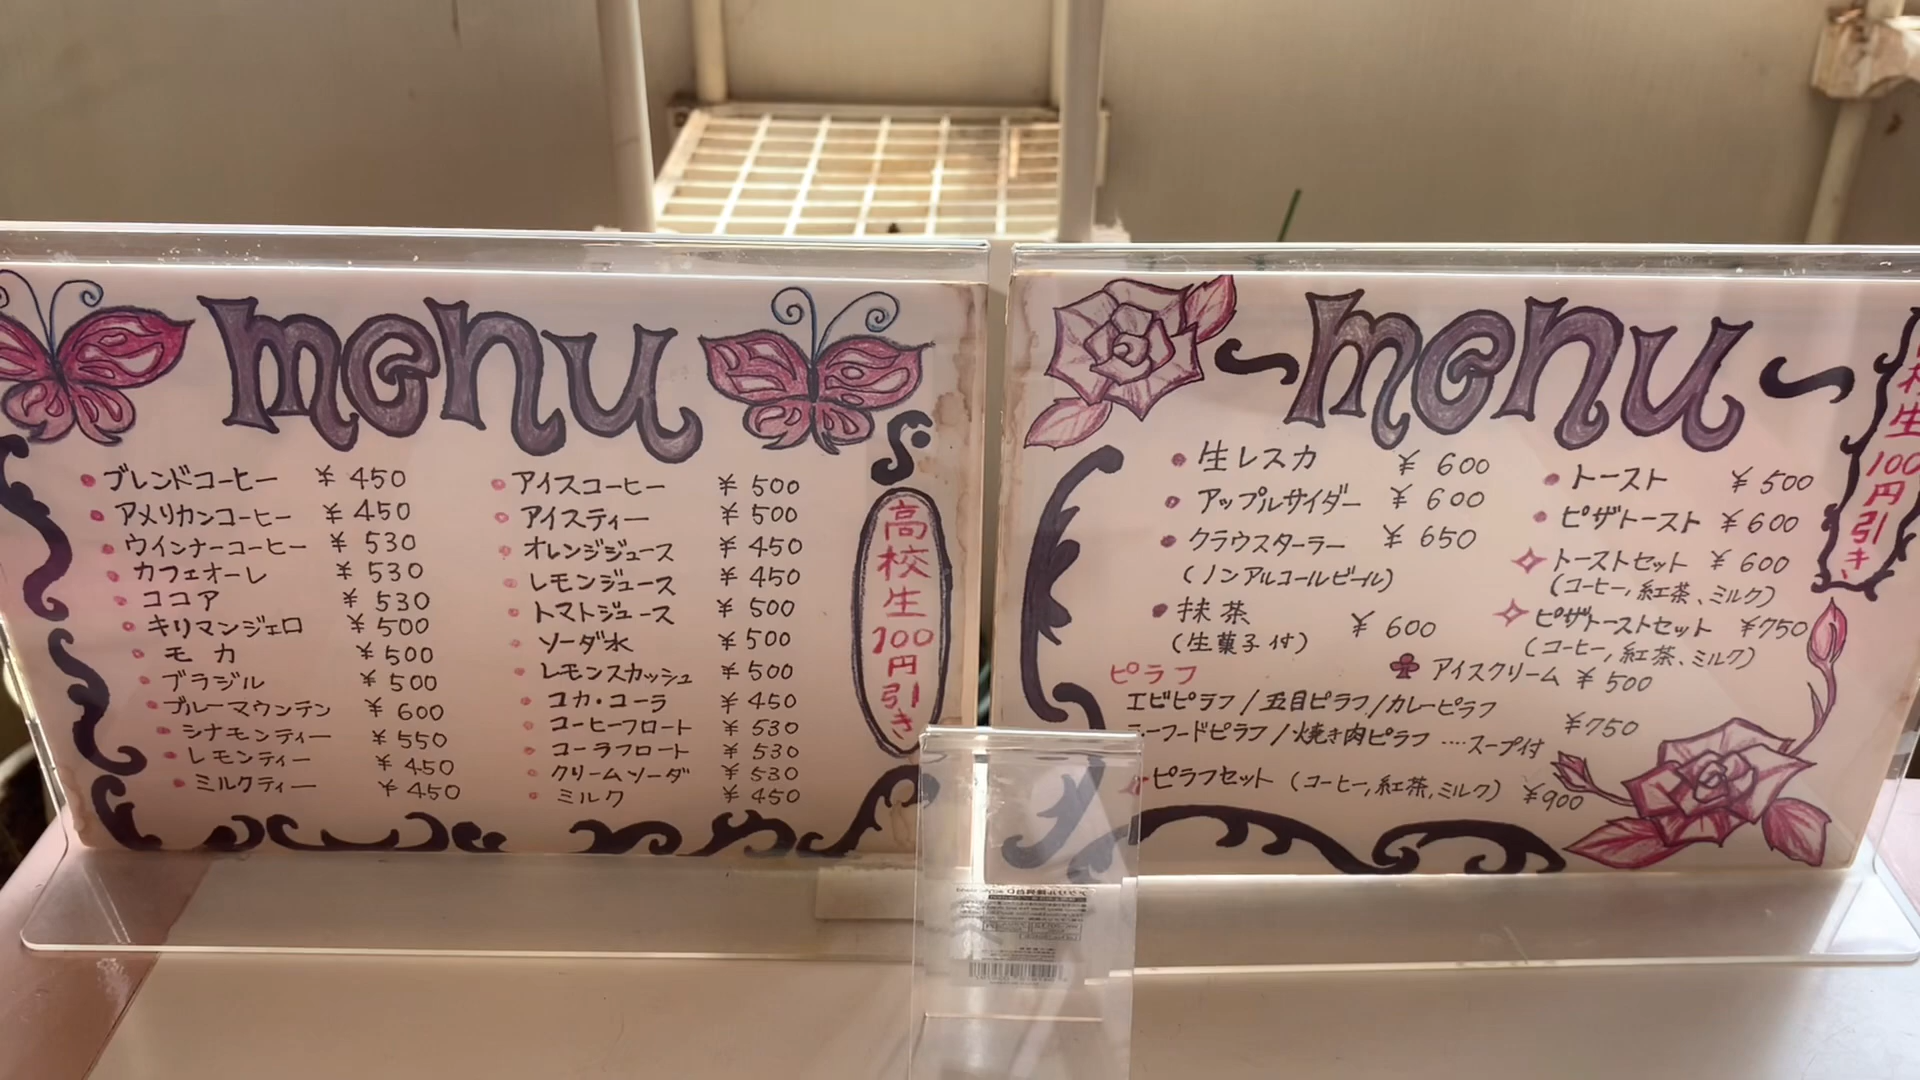 menu
ブレンドコーヒー ¥450
アメリカンコーヒー ¥450
ウインナーコーヒー ¥530
カフェオーレ ¥530
ココア ¥530
キリマンジェロ ¥500
モカ ¥500
ブラジル ¥500
ブルーマウンテン ¥600
シナモンティー ¥550
レモンティー ¥450
ミルクティー ¥450
アイスコーヒー ¥500
アイスティー ¥500
オレンジジュース ¥450
レモンジュース ¥450
トマトジュース ¥500
ソーダ水 ¥500
レモンスカッシュ ¥500
コカ・コーラ ¥450
コーヒーフロート ¥530
コーラフロート ¥530
クリームソーダ ¥530
ミルク ¥450
高校生100円引き
menu
生レスカ ¥600
アップルサイダー ¥600
クラウスターラー ¥650
(ノンアルコールビール)
抹茶 ¥600
(生菓子付)
トースト ¥500
ピザトースト ¥600
トーストセット ¥600
(コーヒー,紅茶、ミルク)
ピザトーストセット ¥750
(コーヒー,紅茶、ミルク)
アイスクリーム ¥500
ピラフ
エビピラフ/五目ピラフ/カレーピラフ
ーフードピラフ/焼き肉ピラフ ····スープ付 ¥750
ピラフセット (コーヒー,紅茶,ミルク) ¥900
校生100円引き